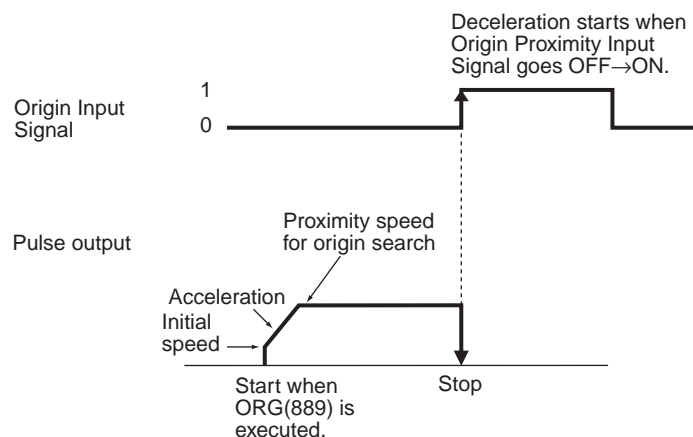 Deceleration starts when
Origin Proximity Input
Signal goes OFF→ON.
Origin Input
Signal
1
0
Pulse output
Proximity speed
for origin search
Acceleration
Initial
speed
Start when
ORG(889) is
executed.
Stop